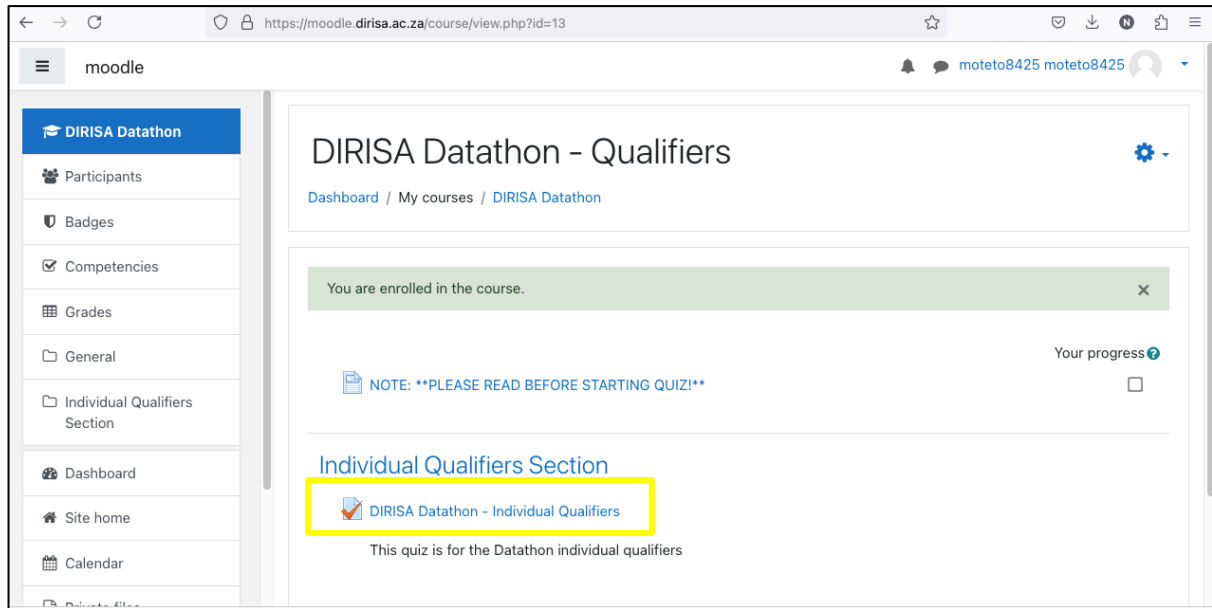 https://moodle.dirisa.ac.za/course/view.php?id=13
N
moodle
moteto8425 moteto8425
DIRISA Datathon
Participants
Badges
Competencies
Grades
General
Individual Qualifiers
Section
Dashboard
Site home
Calendar
Private files
DIRISA Datathon - Qualifiers
Dashboard / My courses / DIRISA Datathon
You are enrolled in the course.
×
Your progress
NOTE: **PLEASE READ BEFORE STARTING QUIZ!**
Individual Qualifiers Section
DIRISA Datathon - Individual Qualifiers
This quiz is for the Datathon individual qualifiers